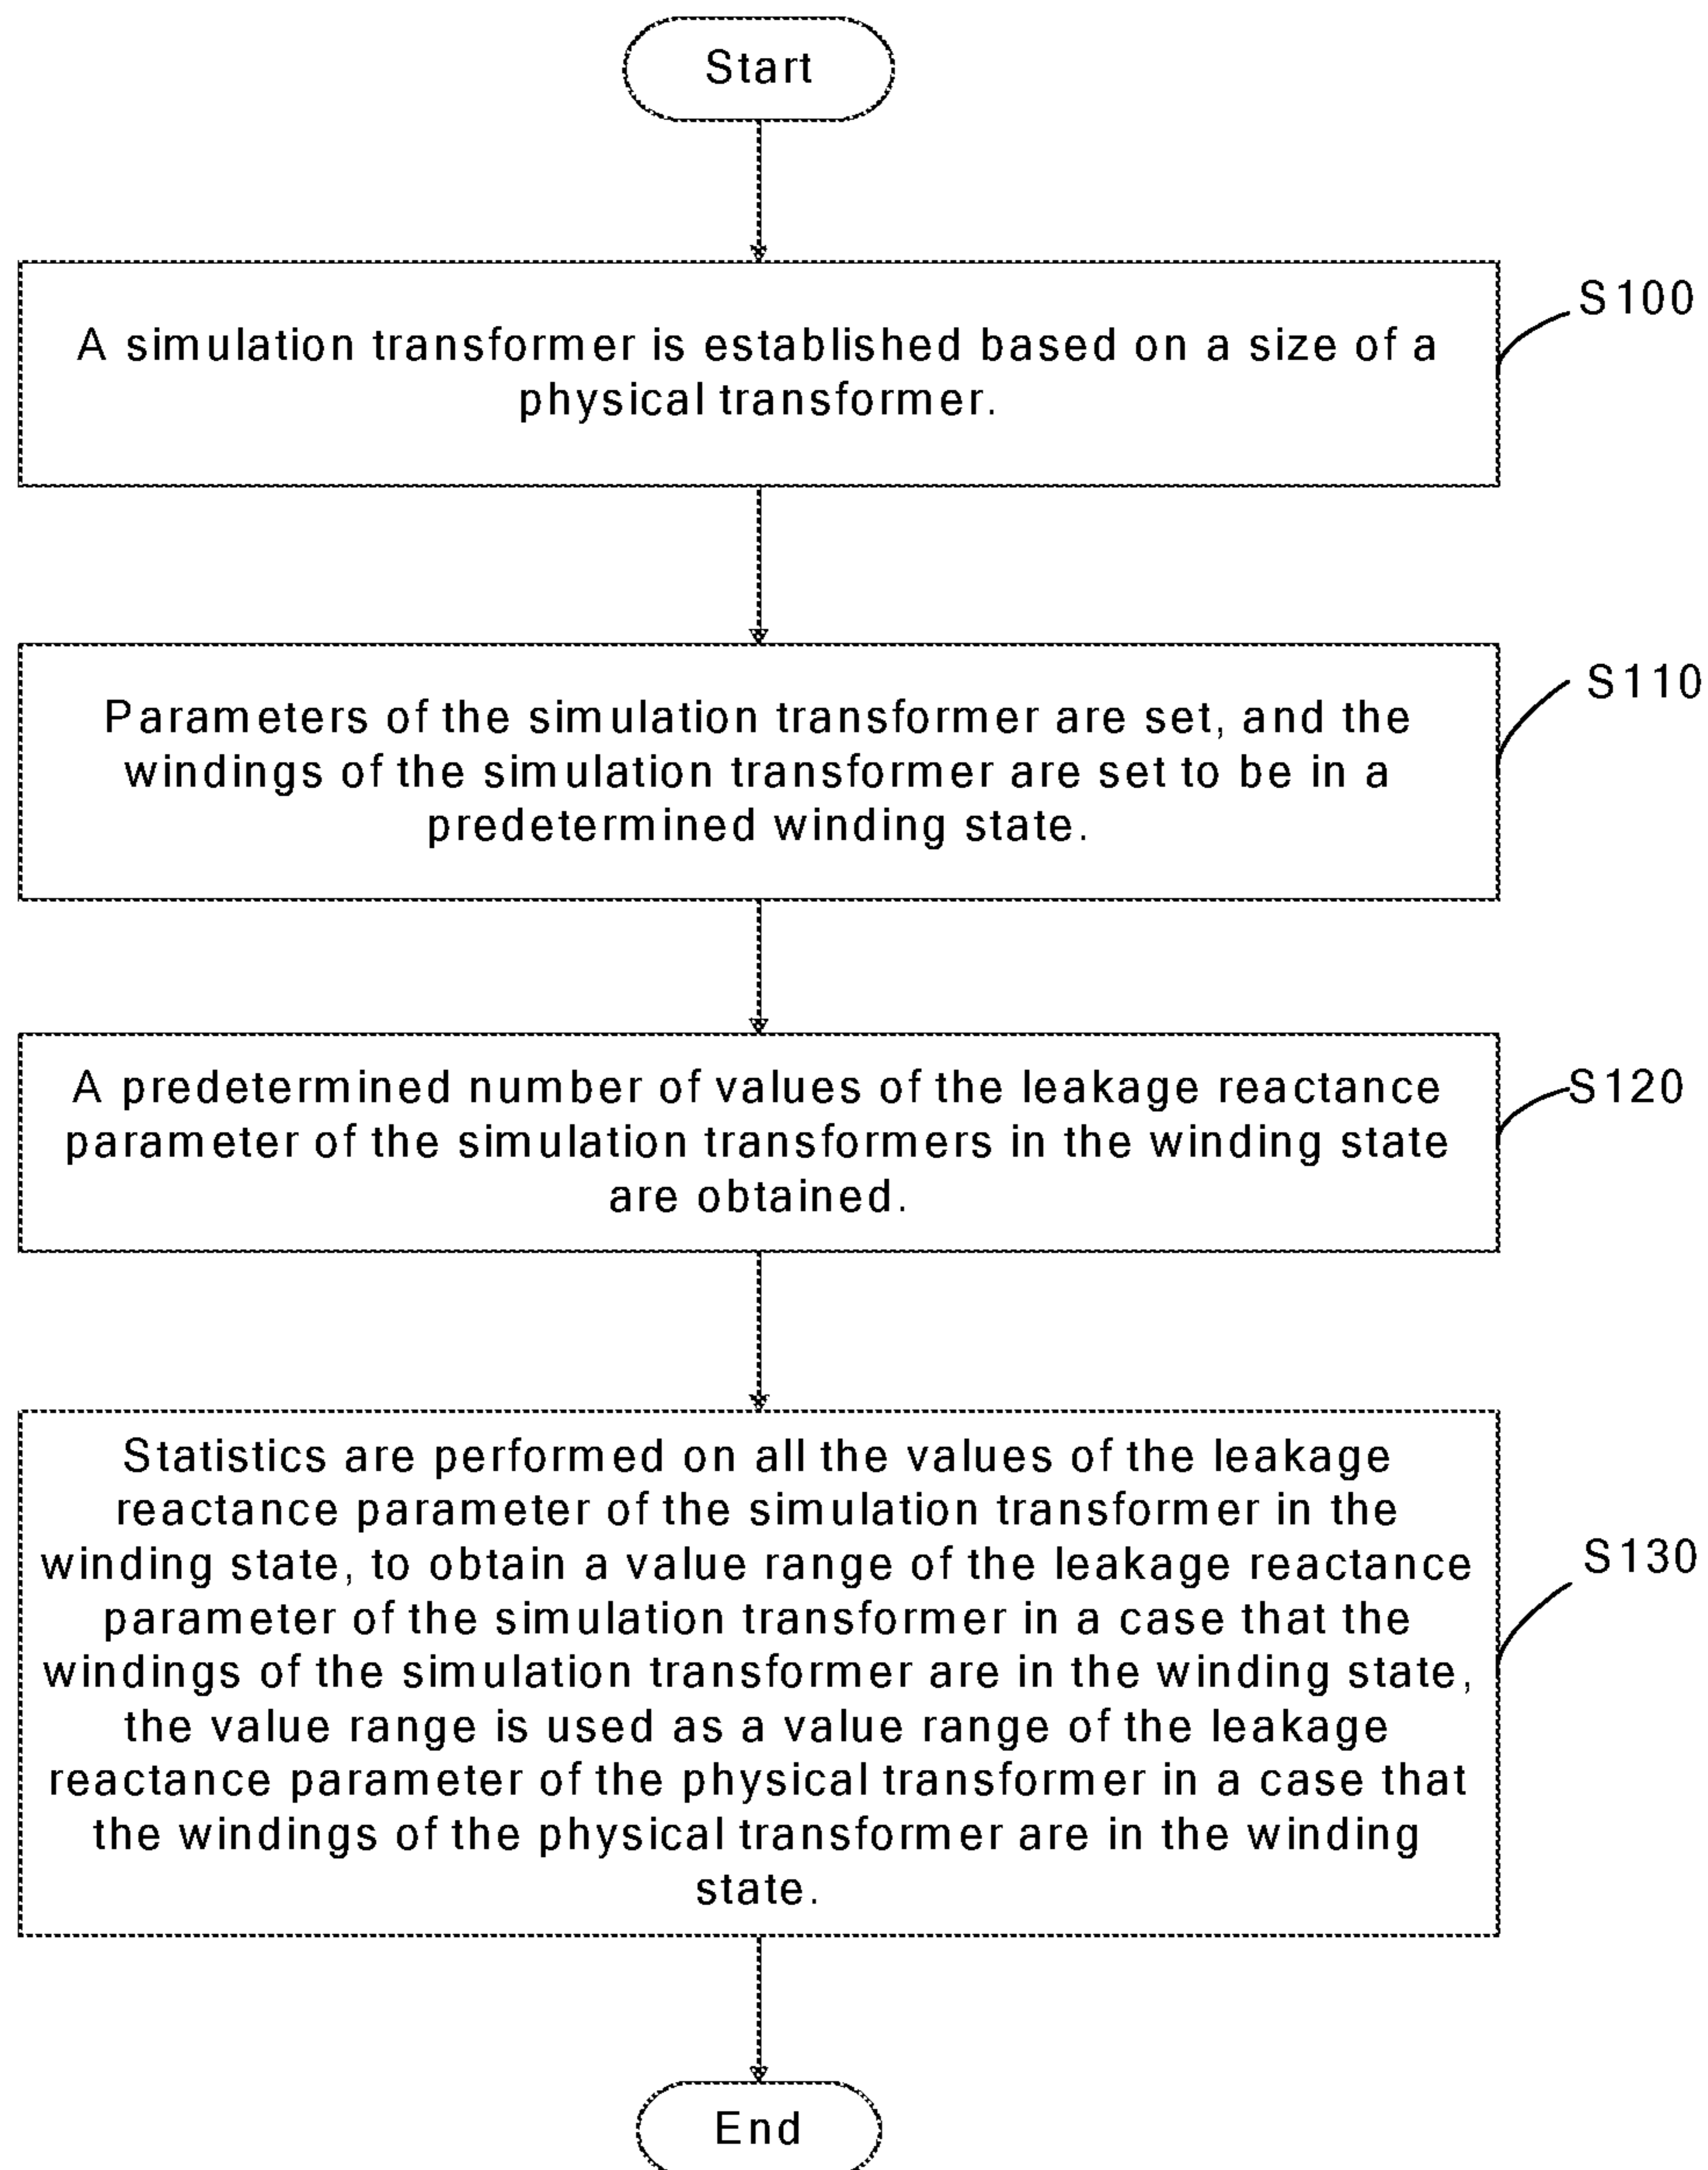 Start
S100
A simulation transformer is established based on a size of a
physical transformer.
S110
Parameters of the simulation transformer are set, and the
windings of the simulation transformer are set to be in a
predetermined winding state.
S120
A predetermined number of values of the leakage reactance
parameter of the simulation transformers in the winding state
are obtained.
S130
Statistics are performed on all the values of the leakage
reactance parameter of the simulation transformer in the
winding state, to obtain a value range of the leakage reactance
parameter of the simulation transformer in a case that the
windings of the simulation transformer are in the winding state,
the value range is used as a value range of the leakage
reactance parameter of the physical transformer in a case that
the windings of the physical transformer are in the winding
state.
End